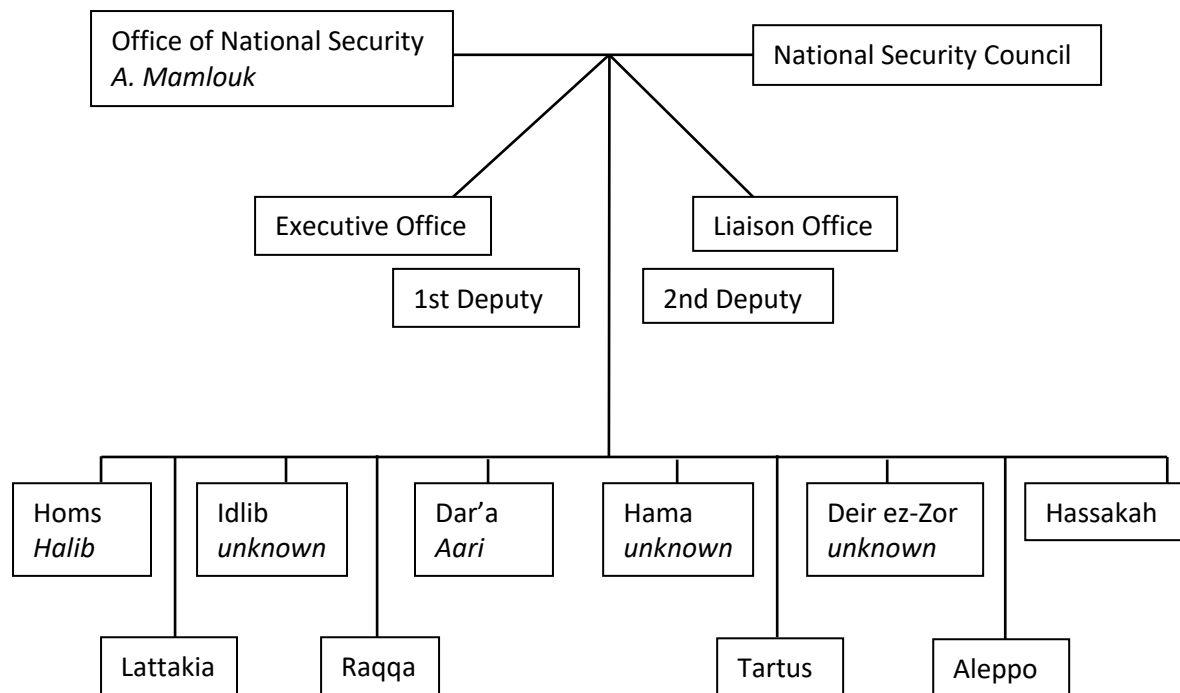 Office of National Security
A. Mamlouk
National Security Council
Executive Office
Liaison Office
1st Deputy
2nd Deputy
Homs
Halib
Idlib
unknown
Dar’a
Aari
Hama
unknown
Deir ez-Zor
unknown
Hassakah
Lattakia
Raqqa
Tartus
Aleppo